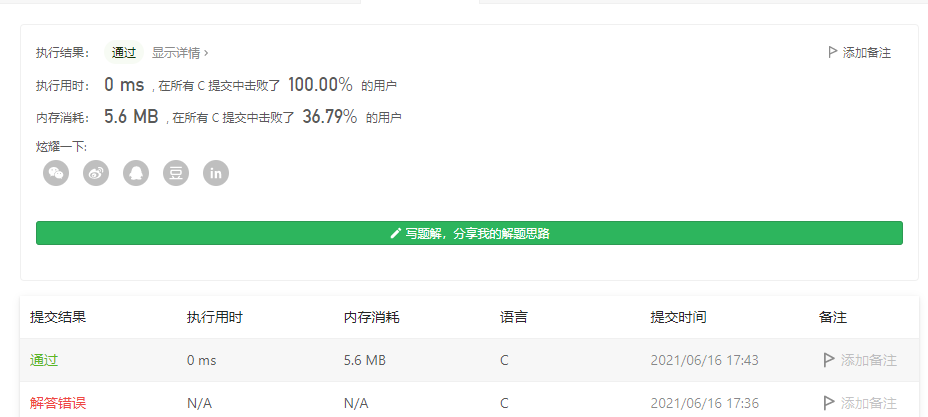 执行结果： 通过 显示详情 › 添加备注
执行用时： 0 ms , 在所有 C 提交中击败了 100.00% 的用户
内存消耗： 5.6 MB , 在所有 C 提交中击败了 36.79% 的用户
炫耀一下:
豆 in
写题解，分享我的解题思路
提交结果 执行用时 内存消耗 语言 提交时间 备注
通过 0 ms 5.6 MB C 2021/06/16 17:43 添加备注
解答错误 N/A N/A C 2021/06/16 17:36 添加备注